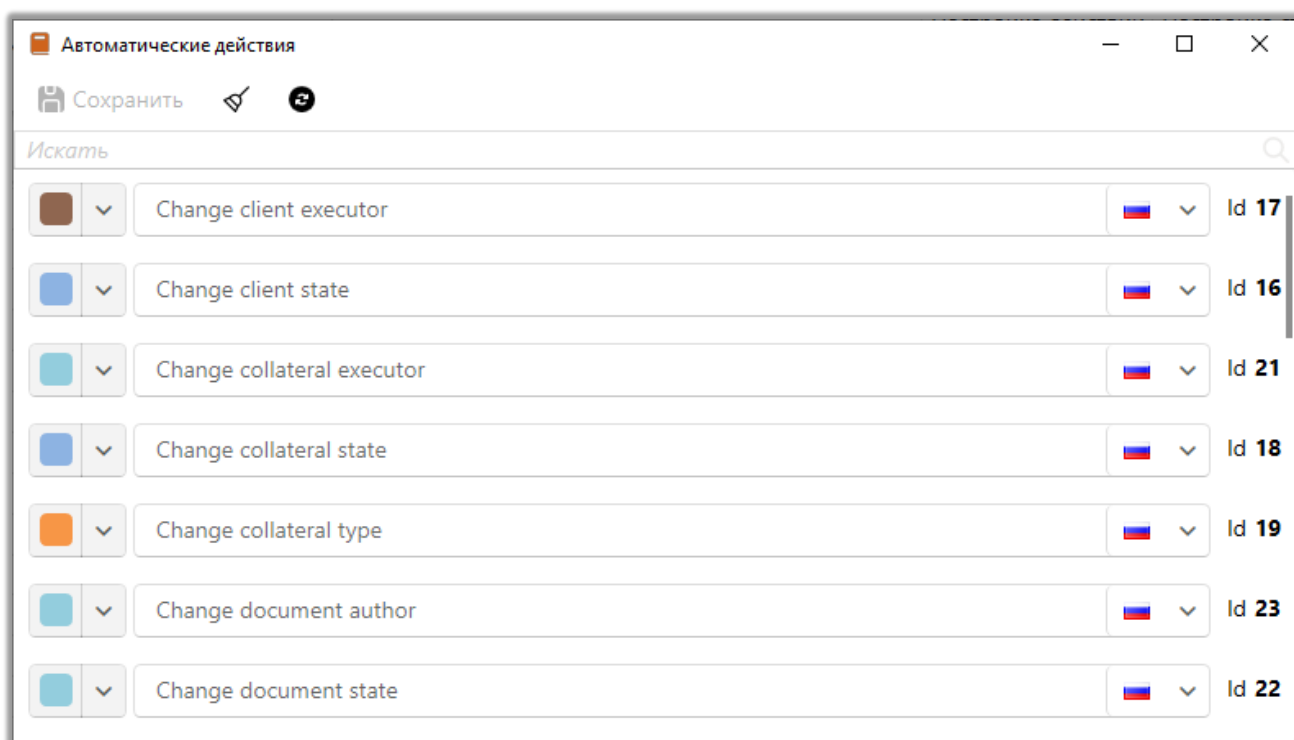 Автоматические действия
Сохранить
Искать
Change client executor Id 17
Change client state Id 16
Change collateral executor Id 21
Change collateral state Id 18
Change collateral type Id 19
Change document author Id 23
Change document state Id 22